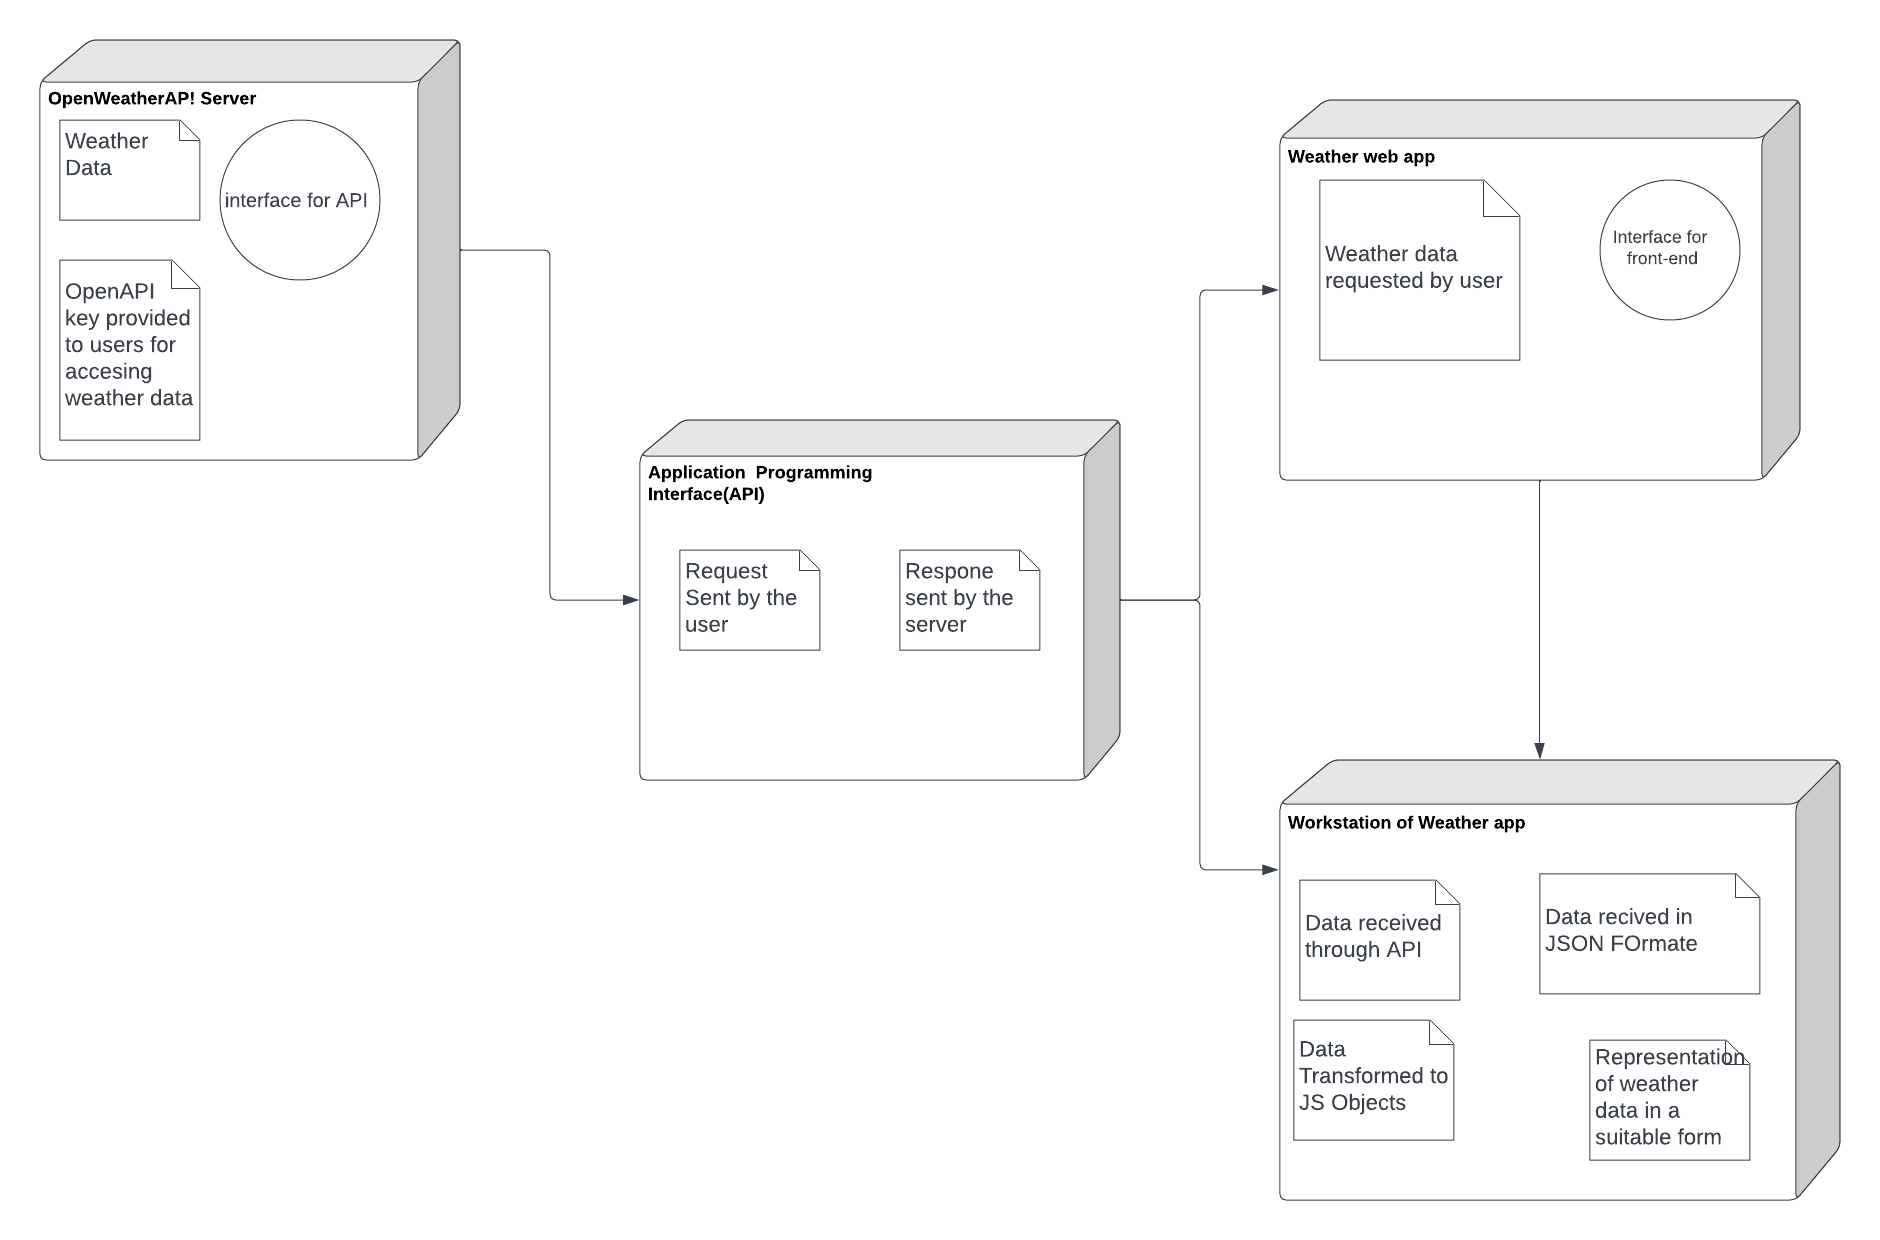 OpenWeatherAP! Server
Weather
Data
interface for API
OpenAPI
key provided
to users for
accesing
weather data
Application  Programming
Interface(API)
Request
Sent by the
user
Respone
sent by the
server
Weather web app
Weather data
requested by user
Interface for
front-end
Workstation of Weather app
Data received
through API
Data recived in
JSON FOrmate
Data
Transformed to
JS Objects
Representation
of weather
data in a
suitable form